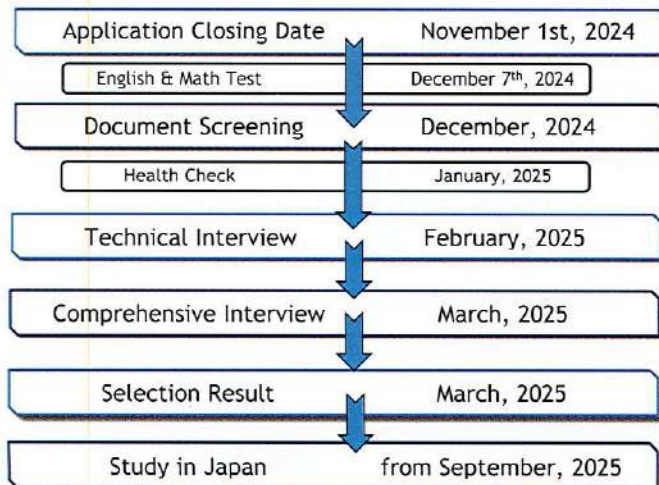 Application Closing Date November 1st, 2024
English & Math Test December 7th, 2024
Document Screening December, 2024
Health Check January, 2025
Technical Interview February, 2025
Comprehensive Interview March, 2025
Selection Result March, 2025
Study in Japan from September, 2025